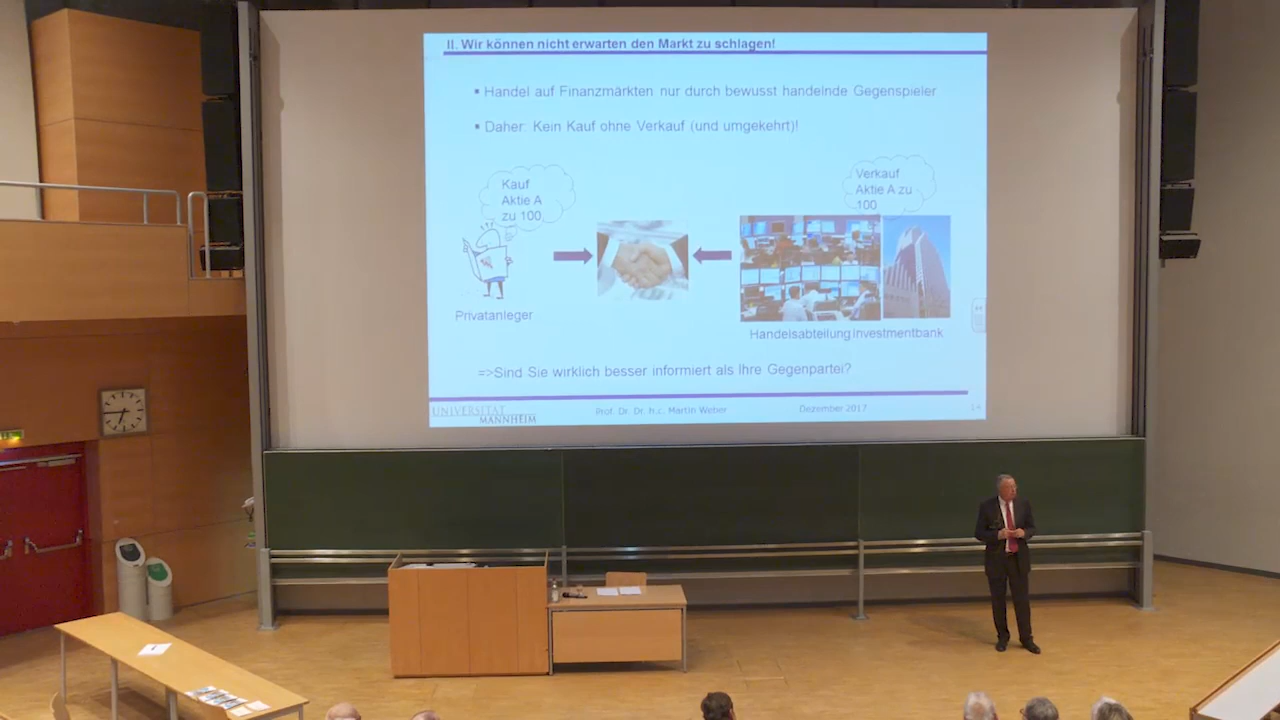 II. Wir können nicht erwarten den Markt zu schlagen!
▪ Handel auf Finanzmärkten nur durch bewusst handelnde Gegenspieler
▪ Daher: Kein Kauf ohne Verkauf (und umgekehrt)!
Kauf
Aktie A
zu 100
Verkauf
Aktie A zu
100
Privatanleger
Handelsabteilung Investmentbank
=>Sind Sie wirklich besser informiert als Ihre Gegenpartei?
UNIVERSITÄT
MANNHEIM
Prof. Dr. Dr. h.c. Martin Weber
Dezember 2017